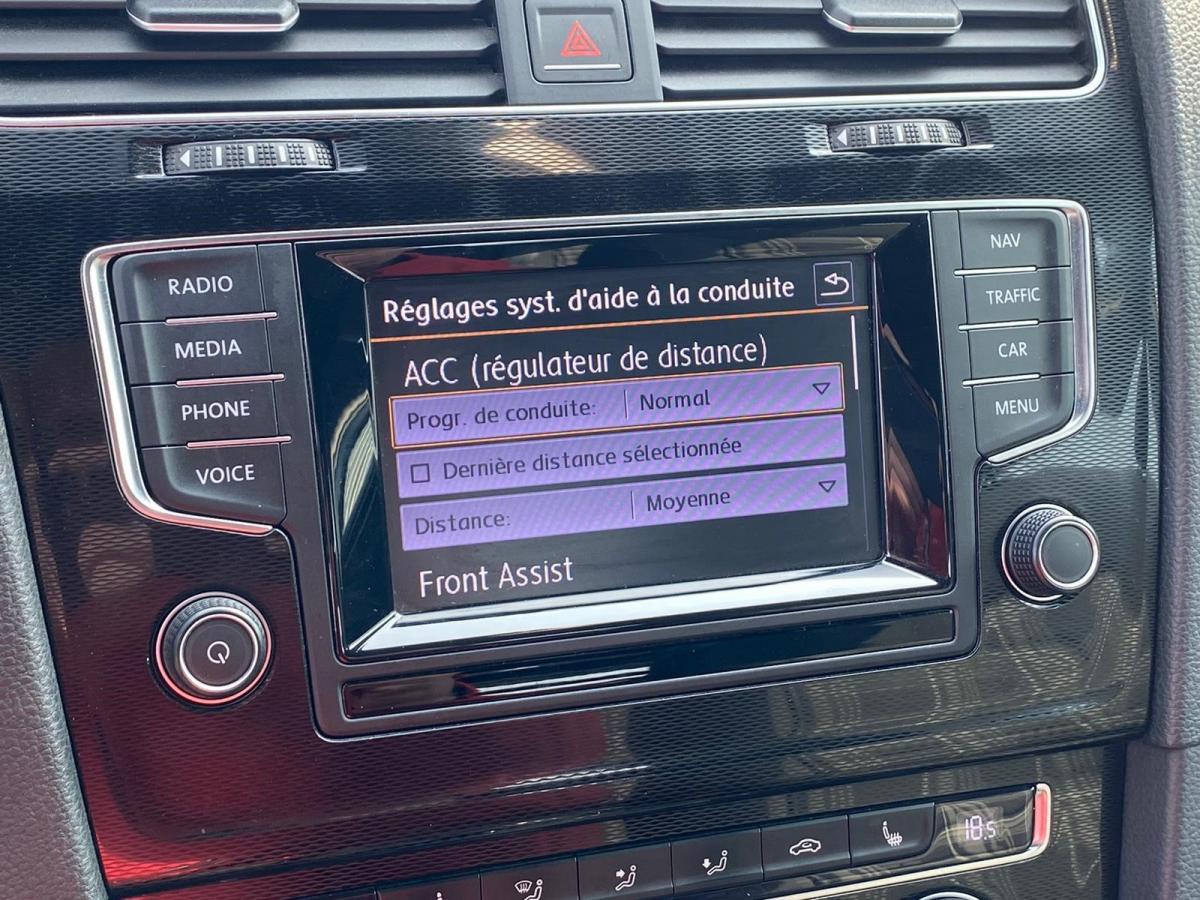 RADIO
MEDIA
PHONE
VOICE
Réglages syst. d'aide à la conduite
ACC (régulateur de distance)
Progr. de conduite: Normal
Dernière distance sélectionnée
Distance: Moyenne
Front Assist
NAV
TRAFFIC
CAR
MENU
18.5